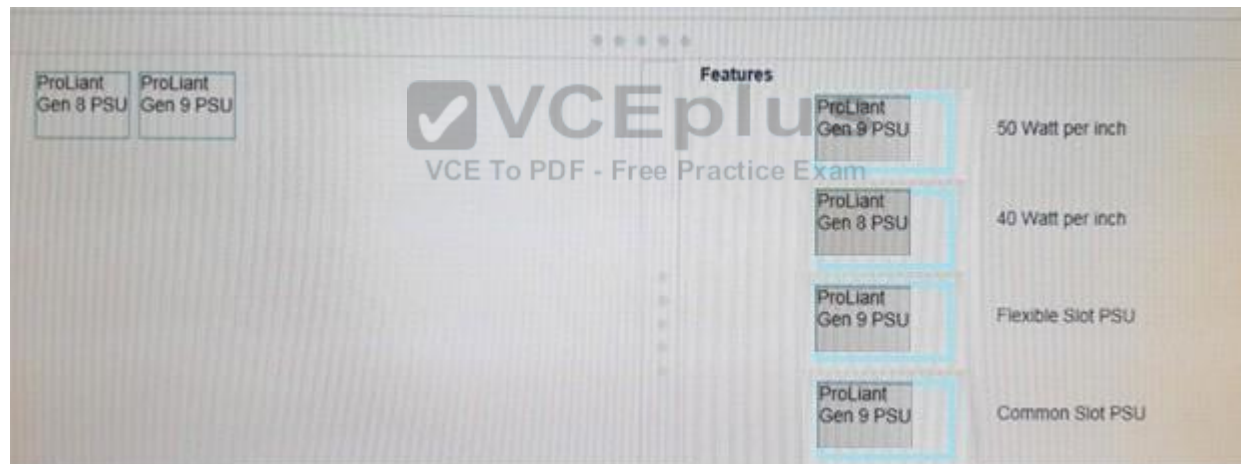 ProLiant
Gen 8 PSU
ProLiant
Gen 9 PSU
Features
VCEplus
VCE To PDF - Free Practice Exam
ProLiant
Gen 9 PSU
50 Watt per inch
ProLiant
Gen 8 PSU
40 Watt per inch
ProLiant
Gen 9 PSU
Flexible Slot PSU
ProLiant
Gen 9 PSU
Common Slot PSU